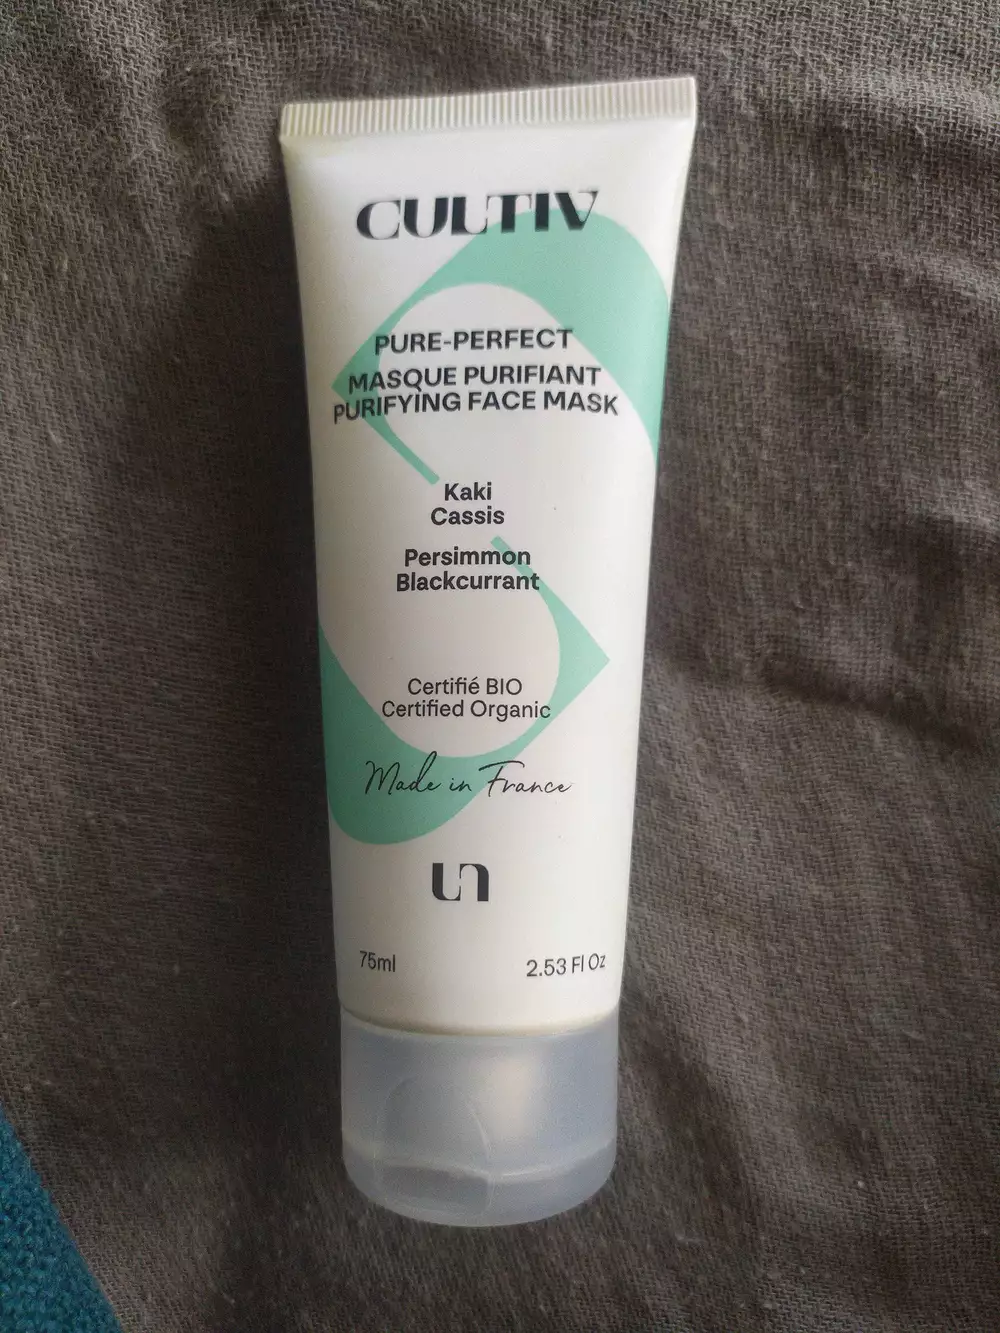 CULTIV
PURE-PERFECT
MASQUE PURIFIANT
PURIFYING FACE MASK
Kaki
Cassis
Persimmon
Blackcurrant
Certifié BIO
Certified Organic
Made in France
un
75ml 2.53 Fl Oz